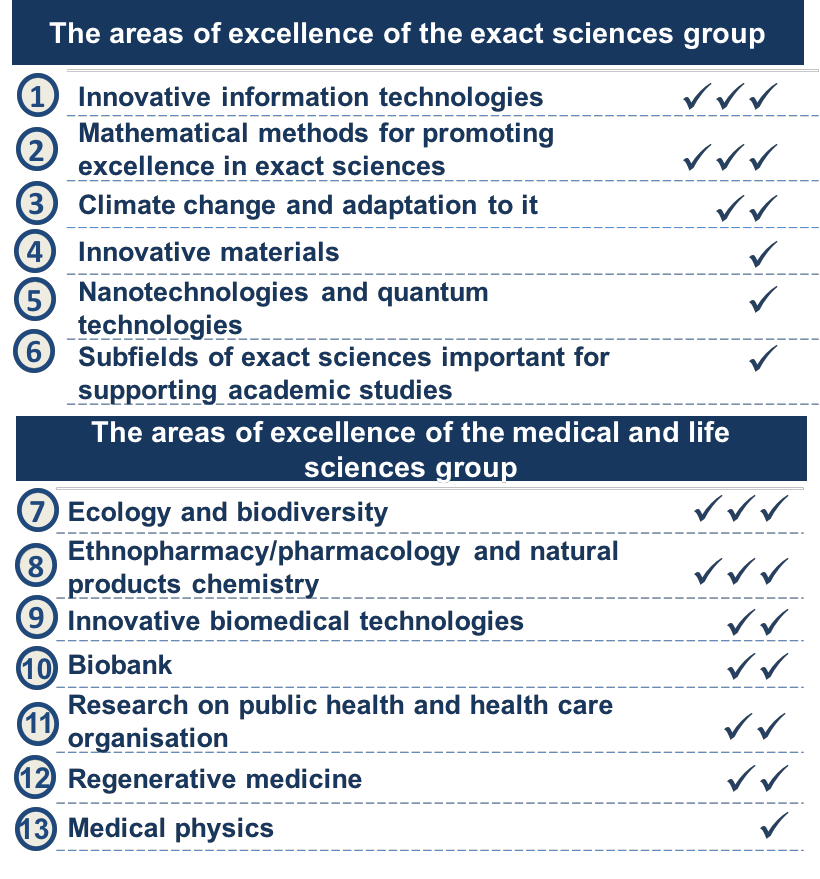 The areas of excellence of the exact sciences group
1 Innovative information technologies ✓✓✓
2 Mathematical methods for promoting
excellence in exact sciences ✓✓✓
3 Climate change and adaptation to it ✓✓
4 Innovative materials ✓
5 Nanotechnologies and quantum ✓
technologies
6 Subfields of exact sciences important for ✓
supporting academic studies
The areas of excellence of the medical and life
sciences group
7 Ecology and biodiversity ✓✓✓
8 Ethnopharmacy/pharmacology and natural
products chemistry ✓✓✓
9 Innovative biomedical technologies ✓✓
10 Biobank ✓✓
11 Research on public health and health care
organisation ✓✓
12 Regenerative medicine ✓✓
13 Medical physics ✓